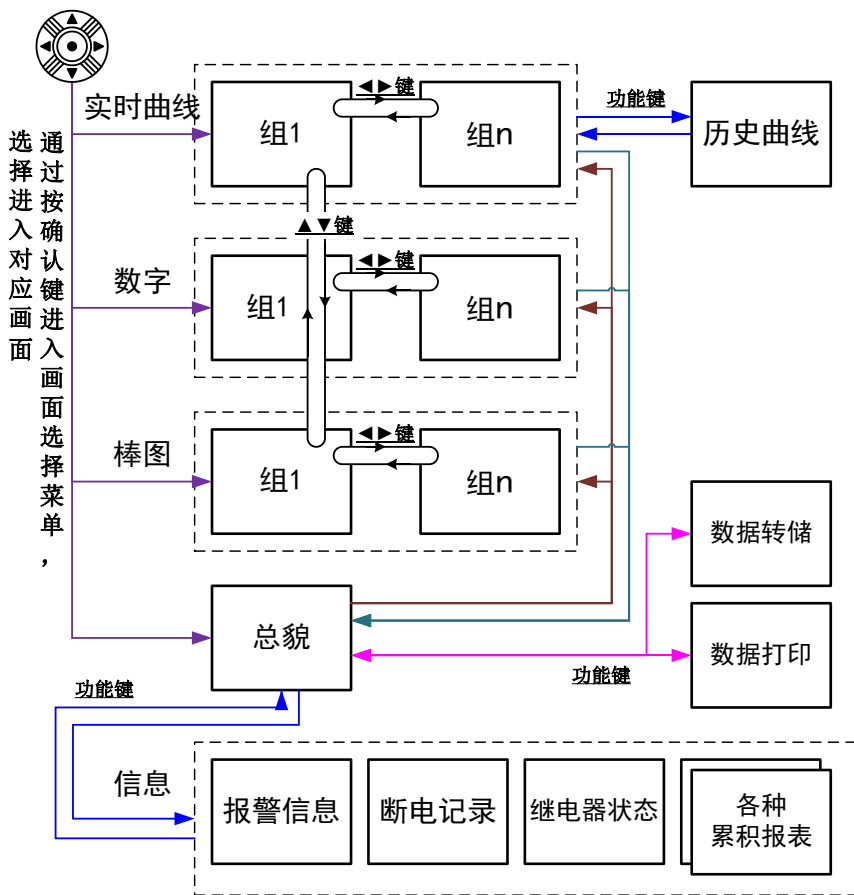 通过按确认键进入画面选择菜单，
选择进入对应画面
实时曲线
组1
◀ ▶ 键
组n
功能键
历史曲线
▲ ▼ 键
数字
组1
◀ ▶ 键
组n
棒图
组1
◀ ▶ 键
组n
数据转储
总貌
数据打印
功能键
功能键
信息
报警信息
断电记录
继电器状态
各种
累积报表